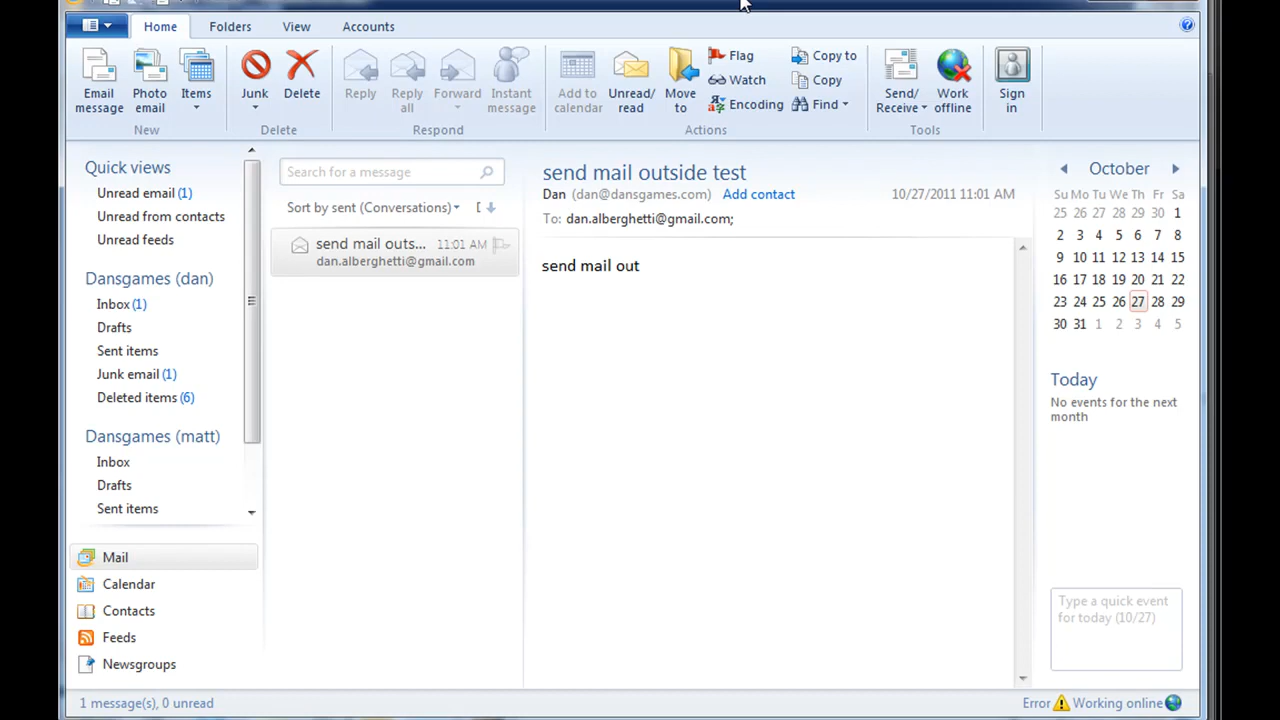 Home Folders View Accounts
Email message
Photo email
Items
New
Junk
Delete
Delete
Reply
Reply all
Forward
Instant message
Respond
Add to calendar
Unread/ read
Move to
Flag
Watch
Encoding
Copy to
Copy
Find
Actions
Send/ Receive
Work offline
Tools
Sign in
Quick views
Unread email (1)
Unread from contacts
Unread feeds
Dansgames (dan)
Inbox (1)
Drafts
Sent items
Junk email (1)
Deleted items (6)
Dansgames (matt)
Inbox
Drafts
Sent items
Mail
Calendar
Contacts
Feeds
Newsgroups
Search for a message
Sort by sent (Conversations)
send mail outs... 11:01 AM
dan.alberghetti@gmail.com
send mail outside test
Dan (dan@dansgames.com) Add contact 10/27/2011 11:01 AM
To: dan.alberghetti@gmail.com;
send mail out
October
Su Mo Tu We Th Fr Sa
25 26 27 28 29 30 1
2 3 4 5 6 7 8
9 10 11 12 13 14 15
16 17 18 19 20 21 22
23 24 25 26 27 28 29
30 31 1 2 3 4 5
Today
No events for the next
month
Type a quick event
for today (10/27)
1 message(s), 0 unread
Error Working online